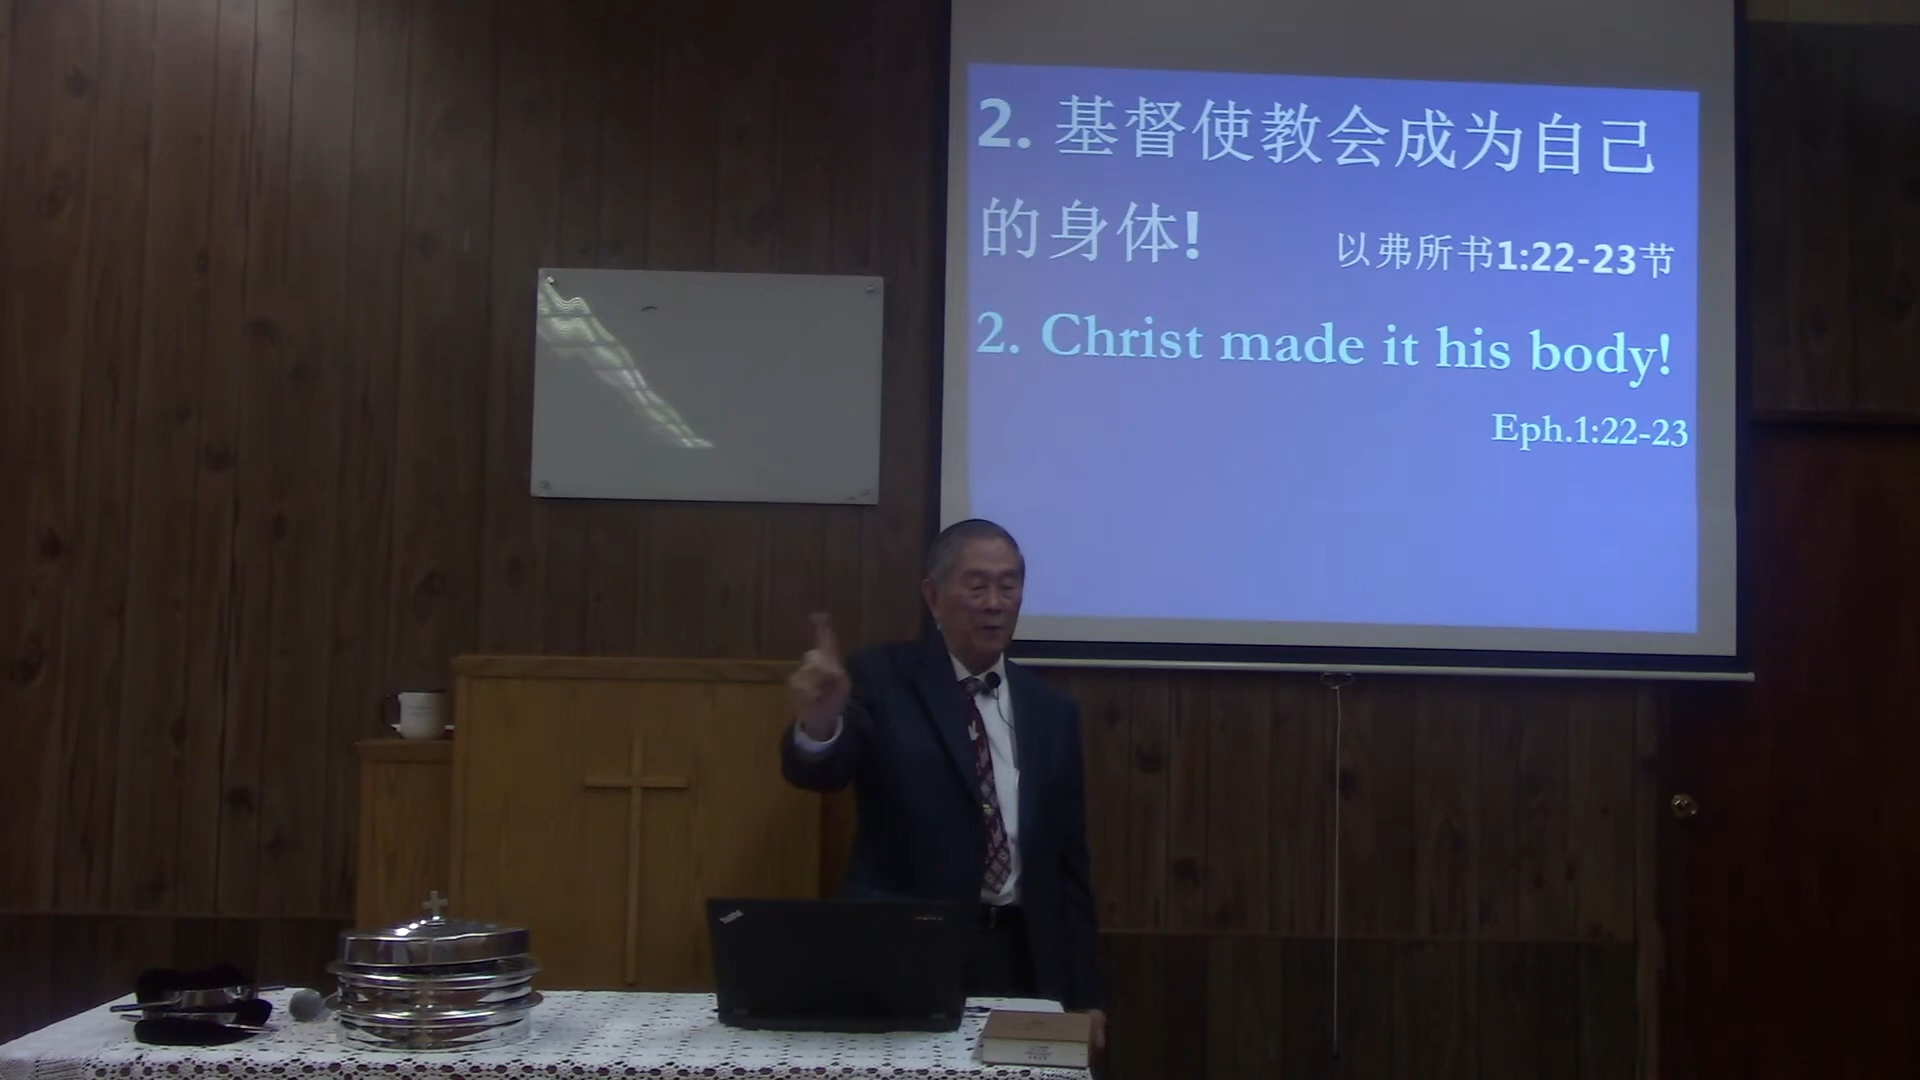 2. 基督使教会成为自己
的身体!
以弗所书1:22-23节
2. Christ made it his body!
Eph.1:22-23
ThinkPad